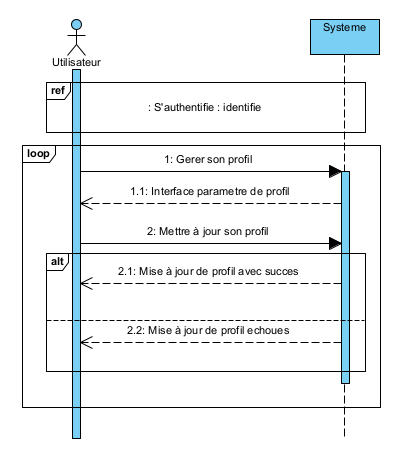 Systeme
Utilisateur
ref
: S'authentifie : identifie
loop
1: Gerer son profil
1.1: Interface parametre de profil
2: Mettre à jour son profil
alt
2.1: Mise à jour de profil avec succes
2.2: Mise à jour de profil echoues